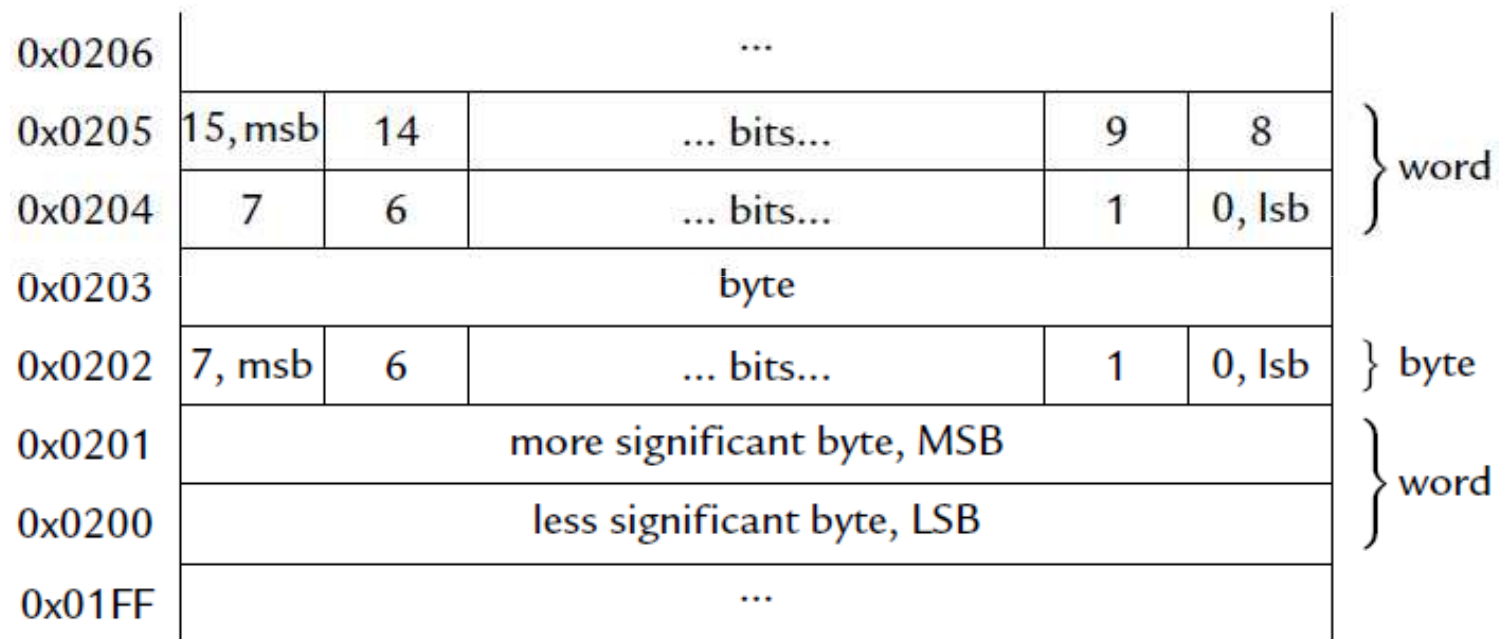 0x0206 ...
0x0205 15, msb 14 ... bits... 9 8
word
0x0204 7 6 ... bits... 1 0, lsb
0x0203 byte
0x0202 7, msb 6 ... bits... 1 0, lsb } byte
0x0201 more significant byte, MSB
word
0x0200 less significant byte, LSB
0x01FF ...